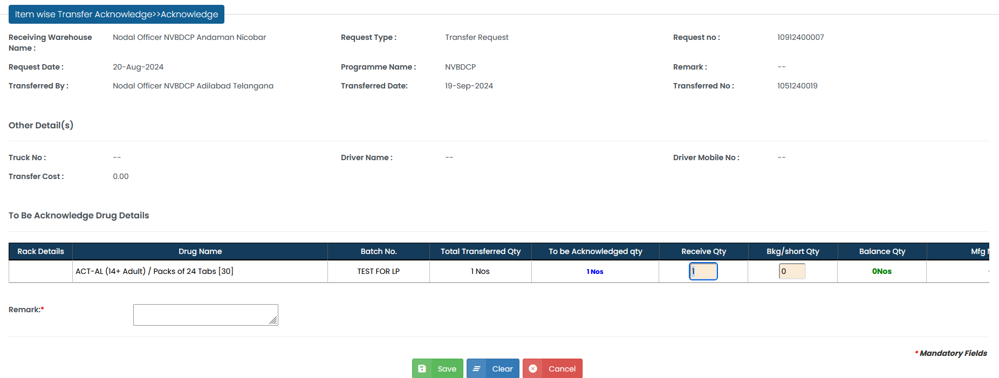 Item wise Transfer Acknowledge>>Acknowledge
Receiving Warehouse Name : Nodal Officer NVBDCP Andaman Nicobar Request Type : Transfer Request Request no : 10912400007
Request Date : 20-Aug-2024 Programme Name : NVBDCP Remark : --
Transferred By : Nodal Officer NVBDCP Adilabad Telangana Transferred Date: 19-Sep-2024 Transferred No : 1051240019
Other Detail(s)
Truck No : -- Driver Name : -- Driver Mobile No : --
Transfer Cost : 0.00
To Be Acknowledge Drug Details
Rack Details Drug Name Batch No. Total Transferred Qty To be Acknowledged qty Receive Qty Bkg/short Qty Balance Qty Mfg
ACT-AL (14+ Adult) / Packs of 24 Tabs [30] TEST FOR LP 1 Nos 1 Nos 1 0 0Nos
Remark:*
* Mandatory Fields
Save Clear Cancel